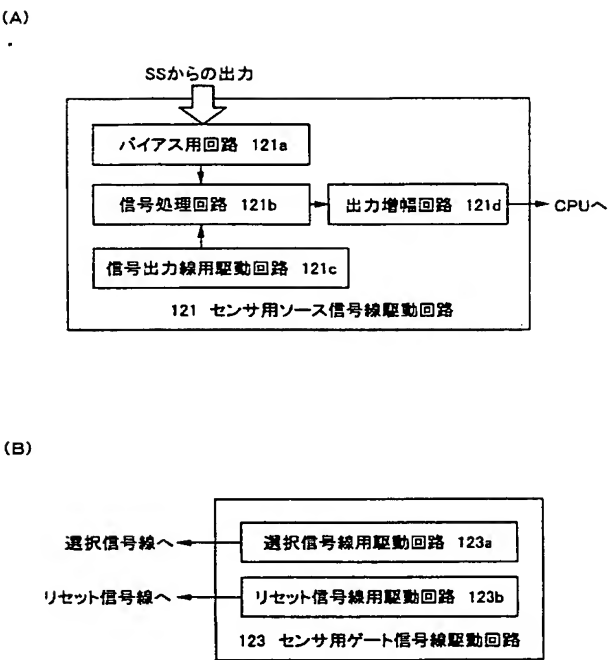 (A)
SSからの出力
バイアス用回路 121a
信号処理回路 121b
出力増幅回路 121d
CPUへ
信号出力線用駆動回路 121c
121 センサ用ソース信号線駆動回路
(B)
選択信号線へ
選択信号線用駆動回路 123a
リセット信号線へ
リセット信号線用駆動回路 123b
123 センサ用ゲート信号線駆動回路